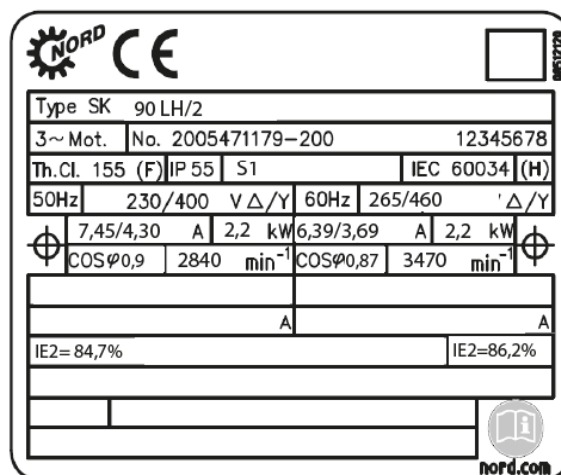 NORD CE
00512120
Type SK 90 LH/2
3~ Mot. No. 2005471179-200 12345678
Th.Cl. 155 (F) IP 55 S1 IEC 60034 (H)
50Hz 230/400 V Δ/Y 60Hz 265/460 ' Δ/Y
7,45/4,30 A 2,2 kW 6,39/3,69 A 2,2 kW
COSφ0,9 2840 min⁻¹ COSφ0,87 3470 min⁻¹
A A
IE2= 84,7% IE2=86,2%
nord.com